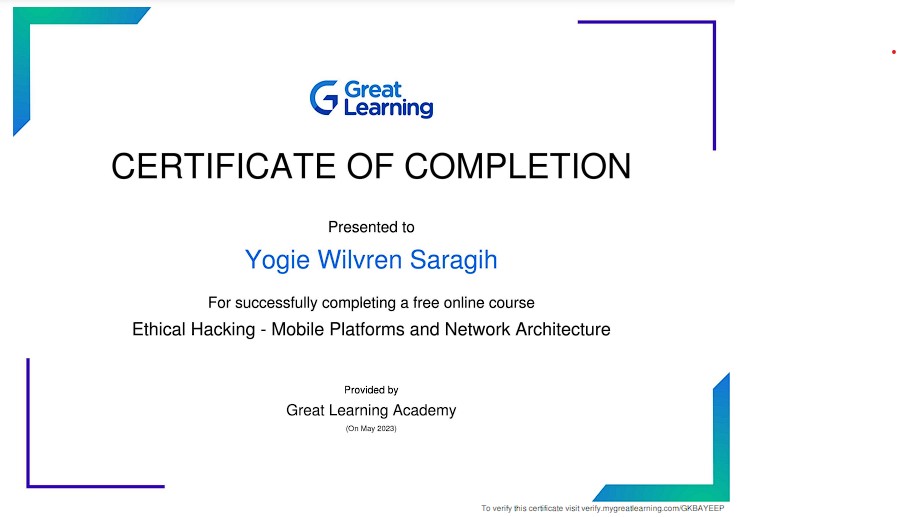 Great
Learning
CERTIFICATE OF COMPLETION
Presented to
Yogie Wilvren Saragih
For successfully completing a free online course
Ethical Hacking - Mobile Platforms and Network Architecture
Provided by
Great Learning Academy
(On May 2023)
To verify this certificate visit verify.mygreatlearning.com/GKBAYEEP